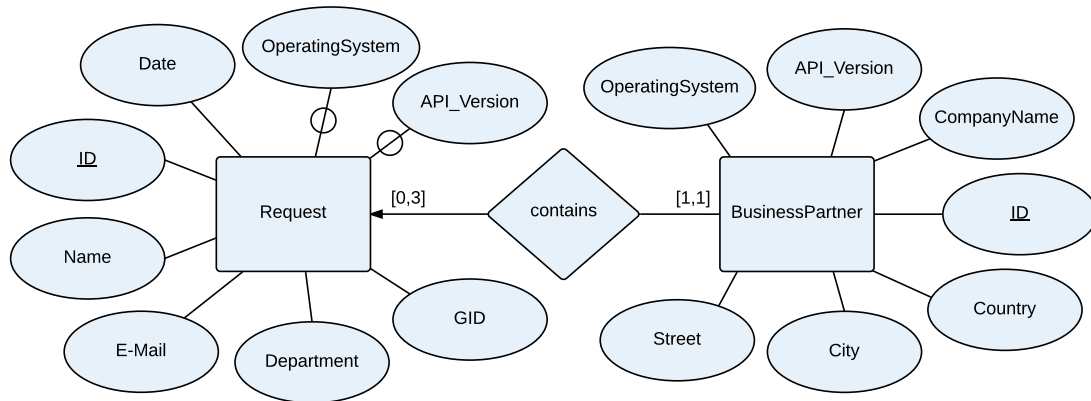 OperatingSystem
Date
API_Version
ID
Request
Name
E-Mail
Department
GID
[0,3]
contains
[1,1]
OperatingSystem
API_Version
CompanyName
BusinessPartner
ID
Country
Street
City